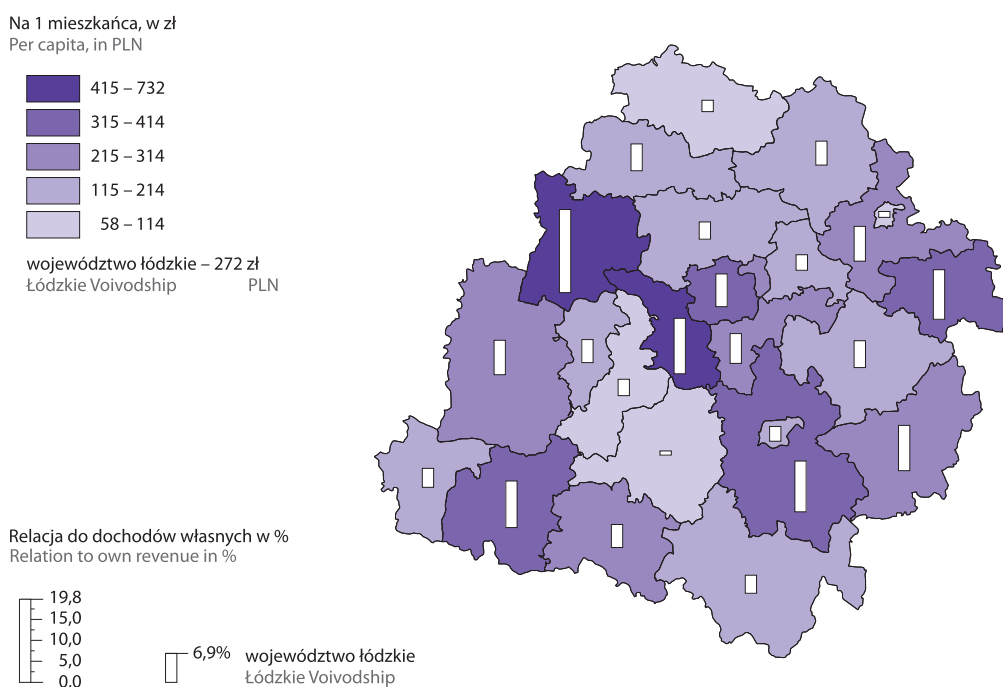 Na 1 mieszkańca, w zł
Per capita, in PLN
415 – 732
315 – 414
215 – 314
115 – 214
58 – 114
województwo łódzkie – 272 zł
Łódzkie Voivodship PLN
Relacja do dochodów własnych w %
Relation to own revenue in %
19,8
15,0
10,0
5,0
0,0
6,9% województwo łódzkie
Łódzkie Voivodship